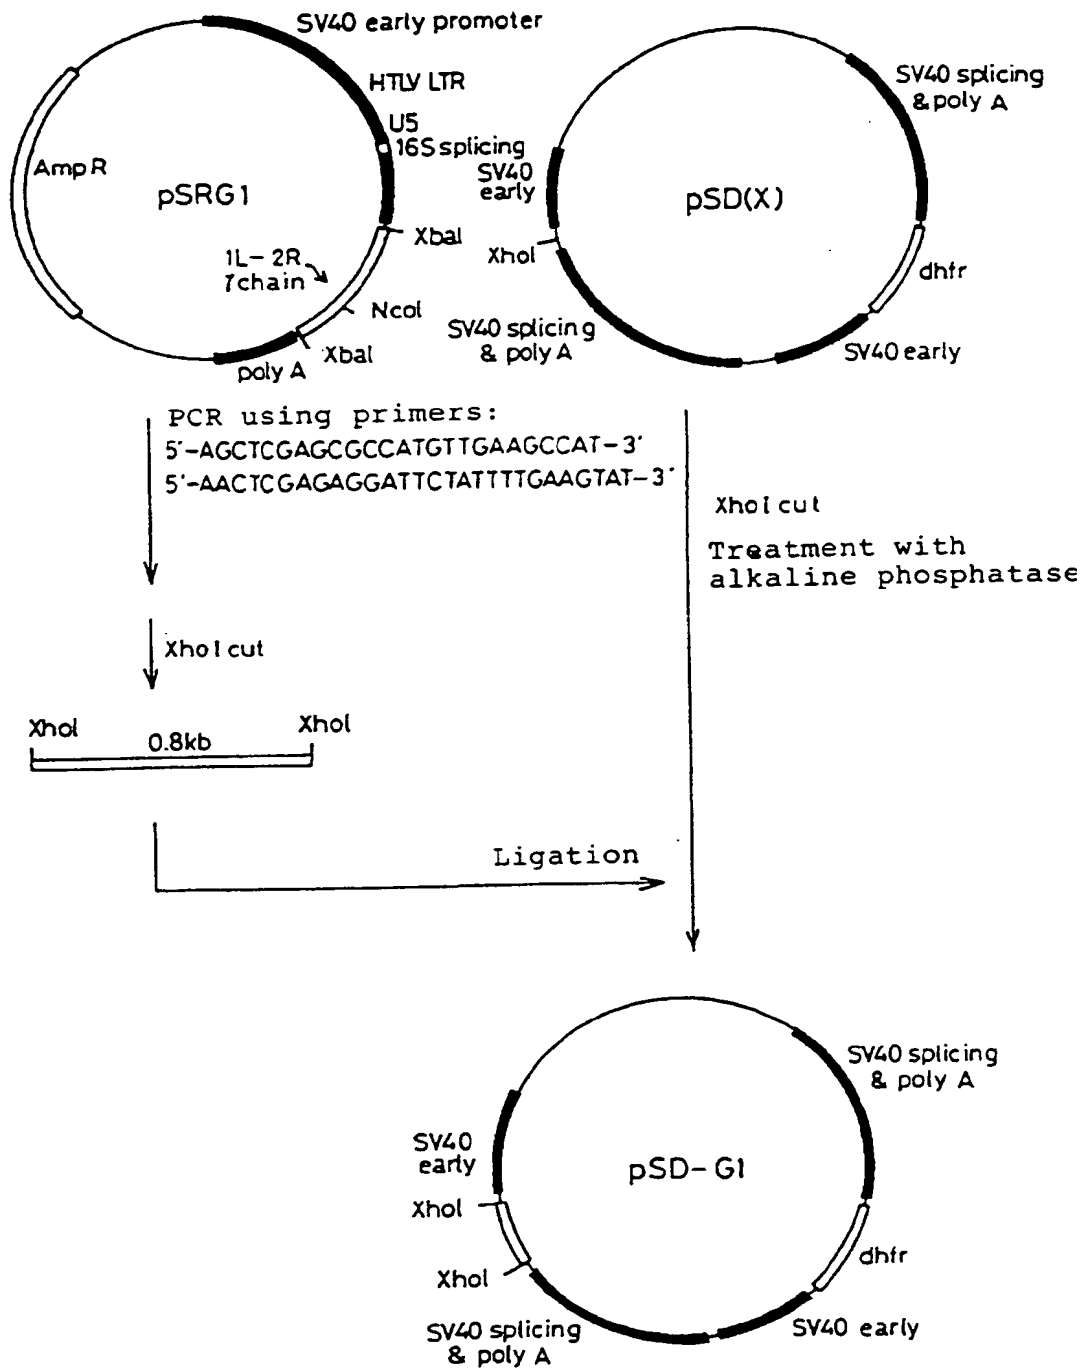 SV40 early promoter
HTLV LTR
U5
16S splicing
AmpR
pSRG1
XbaI
1L-2R
γchain
NcoI
XbaI
poly A
SV40 splicing
& poly A
SV40
early
pSD(X)
XhoI
dhfr
SV40 splicing
& poly A
SV40 early
PCR using primers:
5'-AGCTCGAGCGCCATGTTGAAGCCAT-3'
5'-AACTCGAGAGGATTCTATTTTGAAGTAT-3'
XhoI cut
Treatment with
alkaline phosphatase
XhoI cut
XhoI
0.8kb
XhoI
Ligation
SV40 splicing
& poly A
SV40
early
pSD-G1
XhoI
dhfr
XhoI
SV40 early
SV40 splicing
& poly A